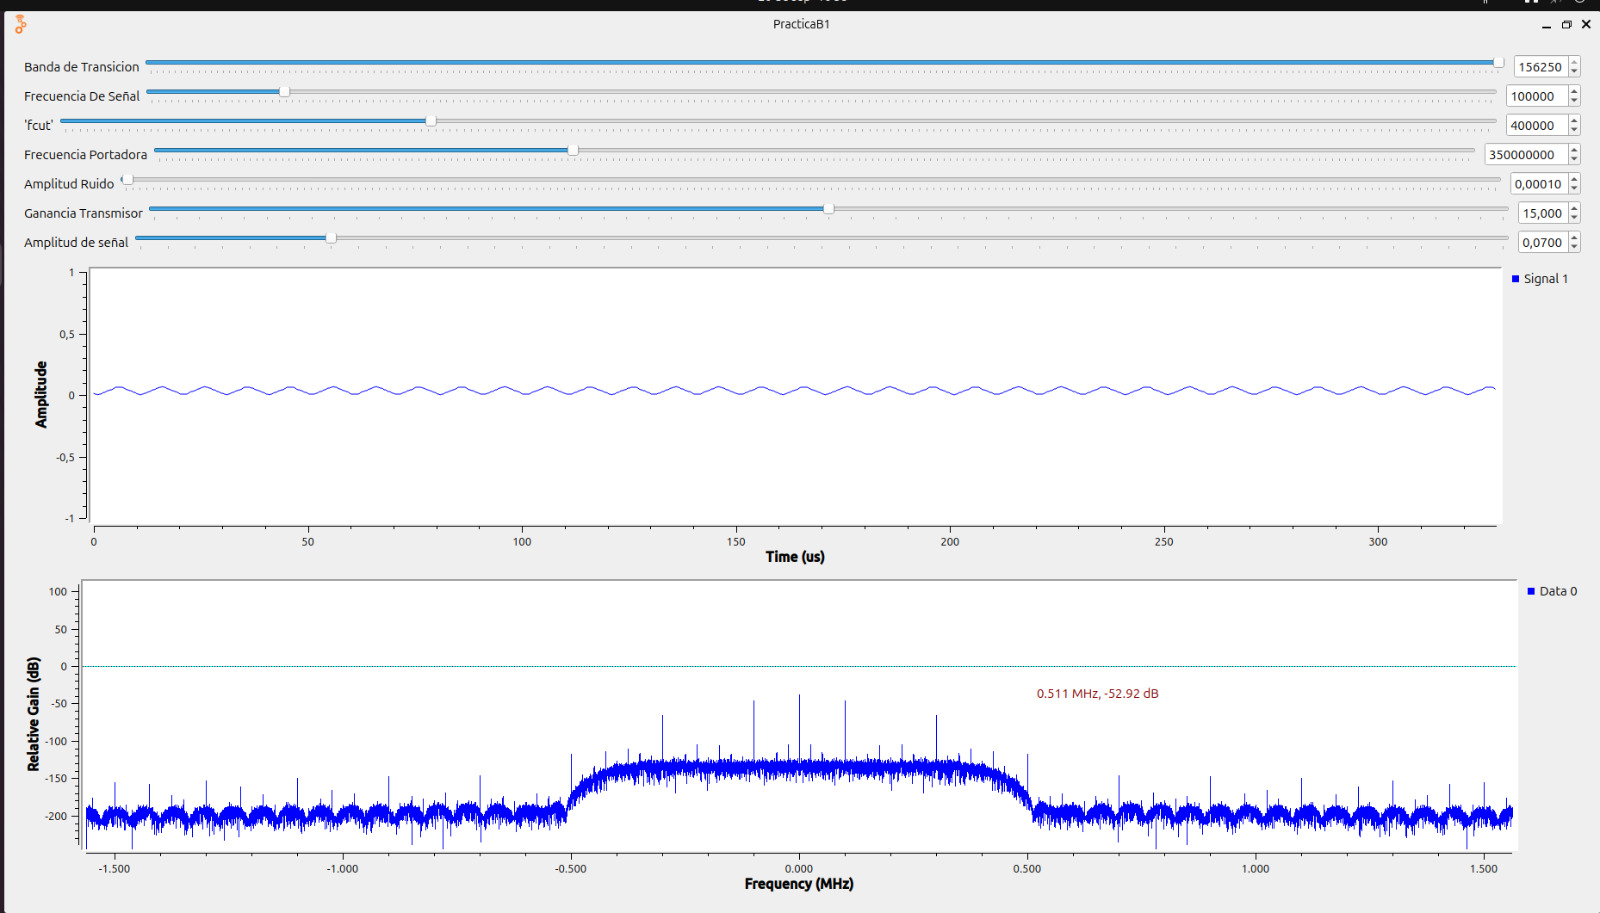 PracticaB1
Banda de Transicion 156250
Frecuencia De Señal 100000
'fcut' 400000
Frecuencia Portadora 350000000
Amplitud Ruido 0,00010
Ganancia Transmisor 15,000
Amplitud de señal 0,0700
Signal 1
1
0,5
0
-0,5
-1
Amplitude
0 50 100 150 200 250 300
Time (us)
Data 0
100
50
0
-50
-100
-150
-200
Relative Gain (dB)
0.511 MHz, -52.92 dB
-1.500 -1.000 -0.500 0.000 0.500 1.000 1.500
Frequency (MHz)